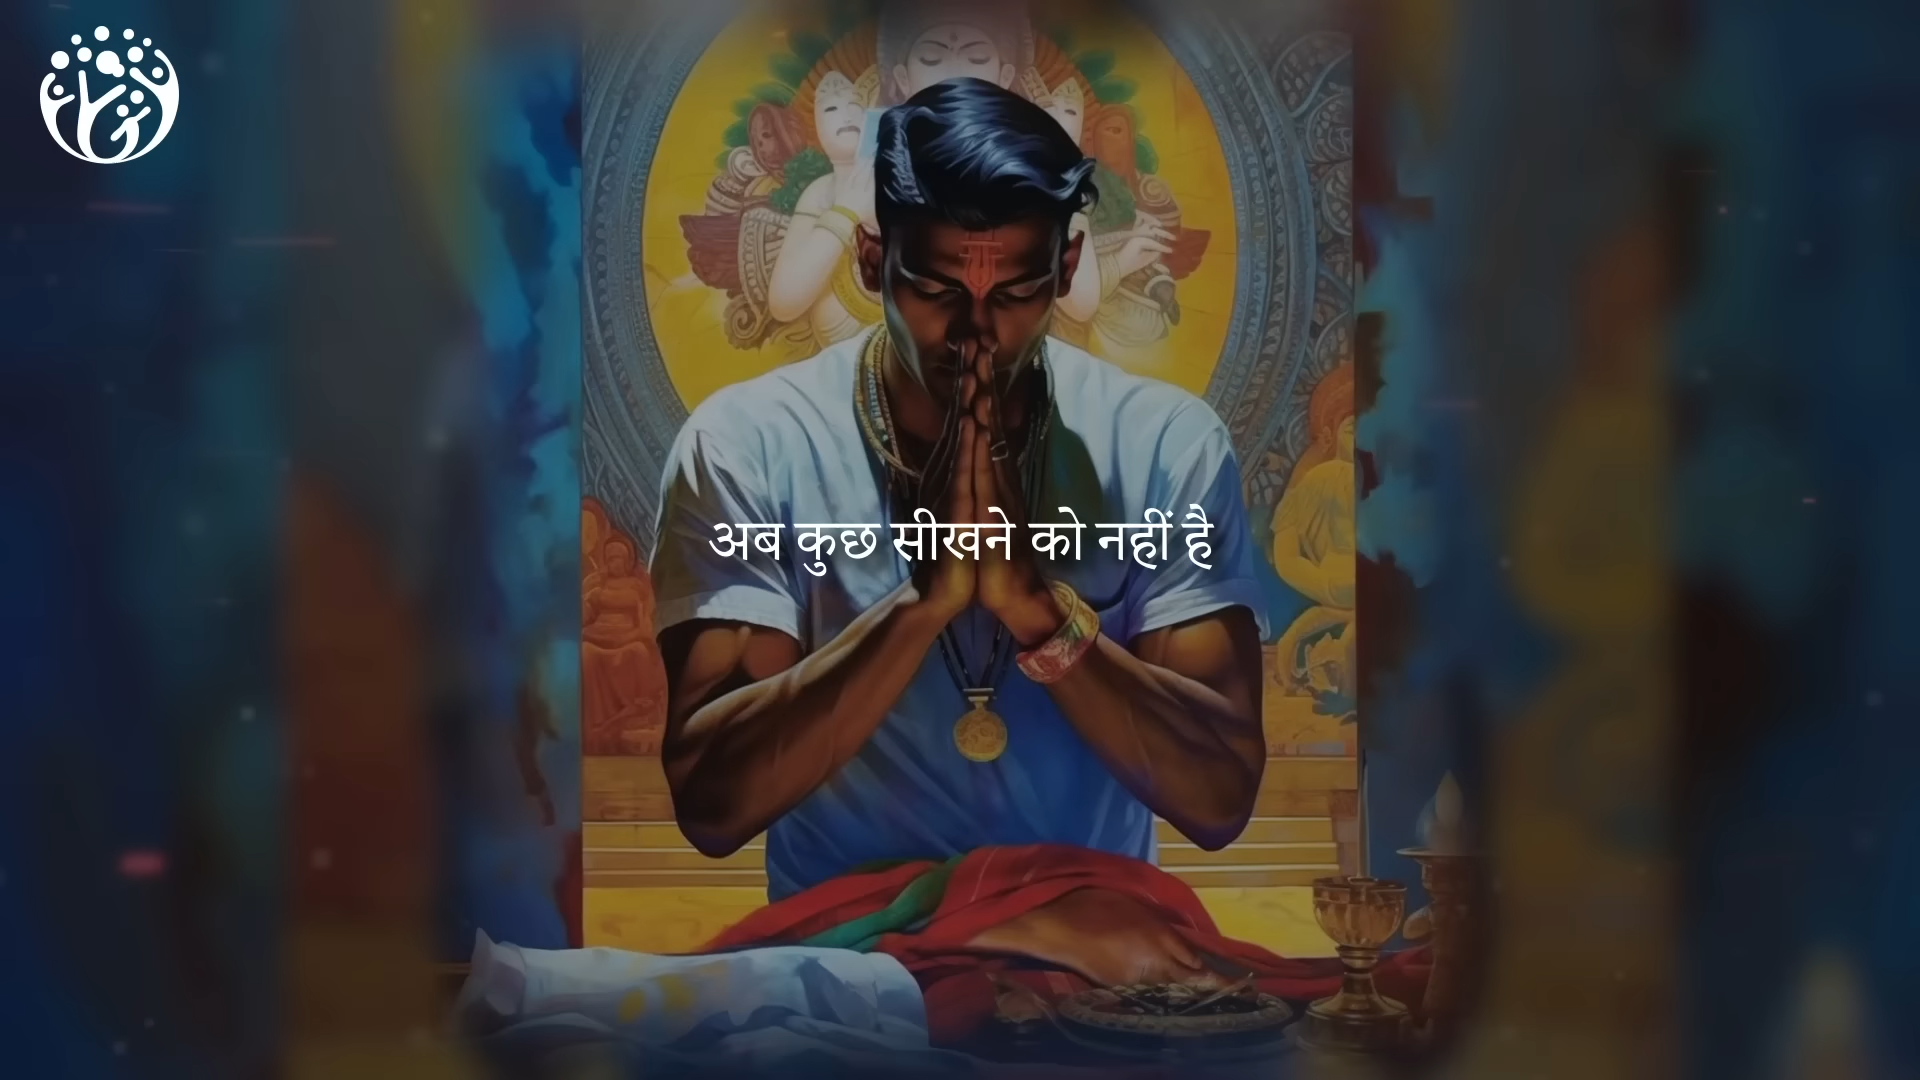 अब कुछ सीखने को नहीं है